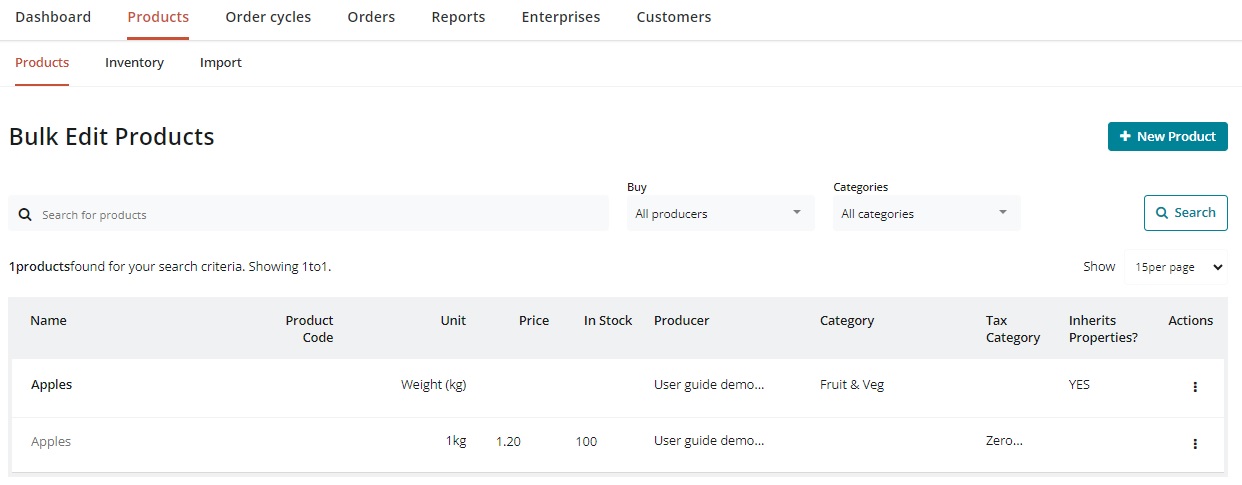 Dashboard Products Order cycles Orders Reports Enterprises Customers
Products Inventory Import
Bulk Edit Products
New Product
Buy Categories
Search for products All producers All categories Search
1productsfound for your search criteria. Showing 1to1. Show 15per page
Name Product Code Unit Price In Stock Producer Category Tax Category Inherits Properties? Actions
Apples Weight (kg) User guide demo... Fruit & Veg YES
Apples 1kg 1.20 100 User guide demo... Zero...